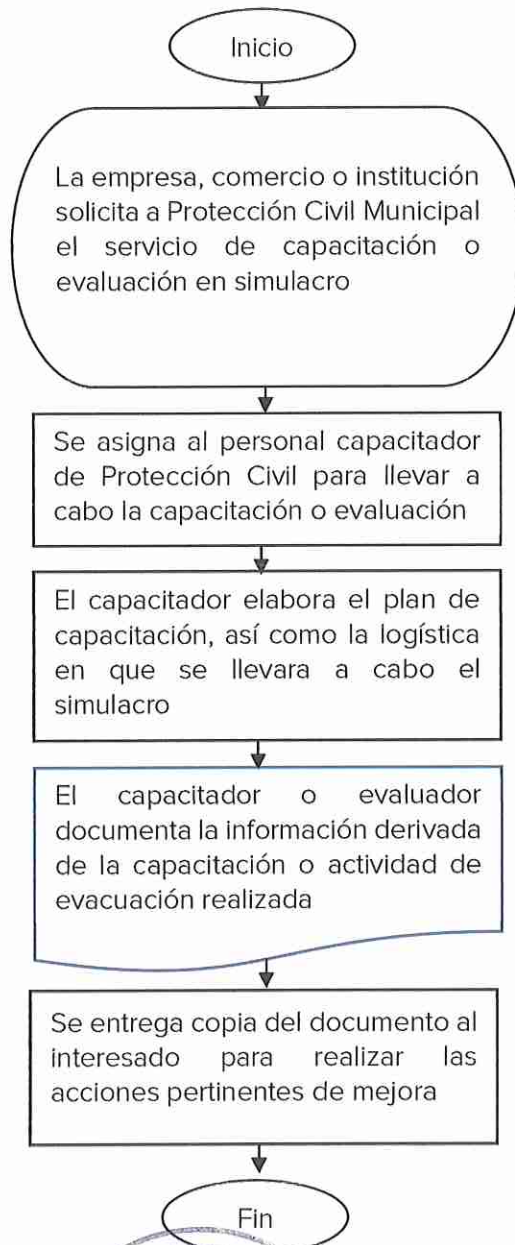 Inicio
La empresa, comercio o institución
solicita a Protección Civil Municipal
el servicio de capacitación o
evaluación en simulacro
Se asigna al personal capacitador
de Protección Civil para llevar a
cabo la capacitación o evaluación
El capacitador elabora el plan de
capacitación, así como la logística
en que se llevara a cabo el
simulacro
El capacitador o evaluador
documenta la información derivada
de la capacitación o actividad de
evacuación realizada
Se entrega copia del documento al
interesado para realizar las
acciones pertinentes de mejora
Fin